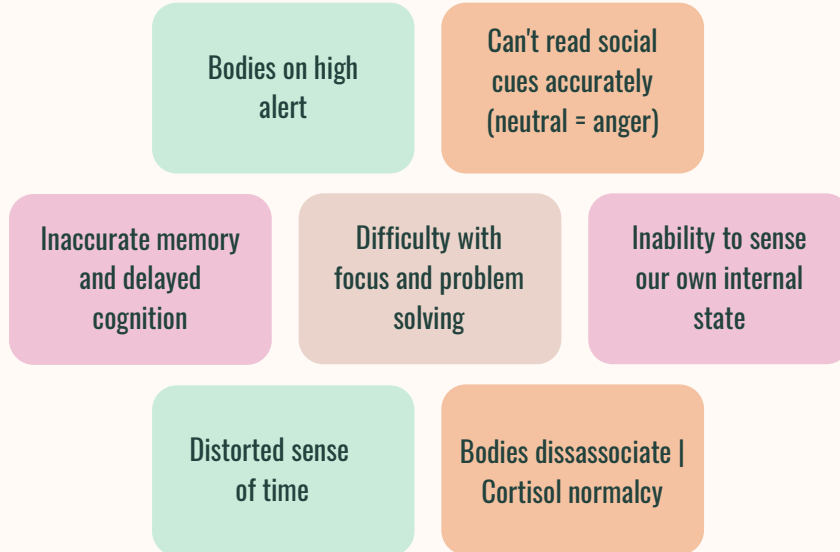 Bodies on high
alert
Can't read social
cues accurately
(neutral = anger)
Inaccurate memory
and delayed
cognition
Difficulty with
focus and problem
solving
Inability to sense
our own internal
state
Distorted sense
of time
Bodies dissassociate |
Cortisol normalcy